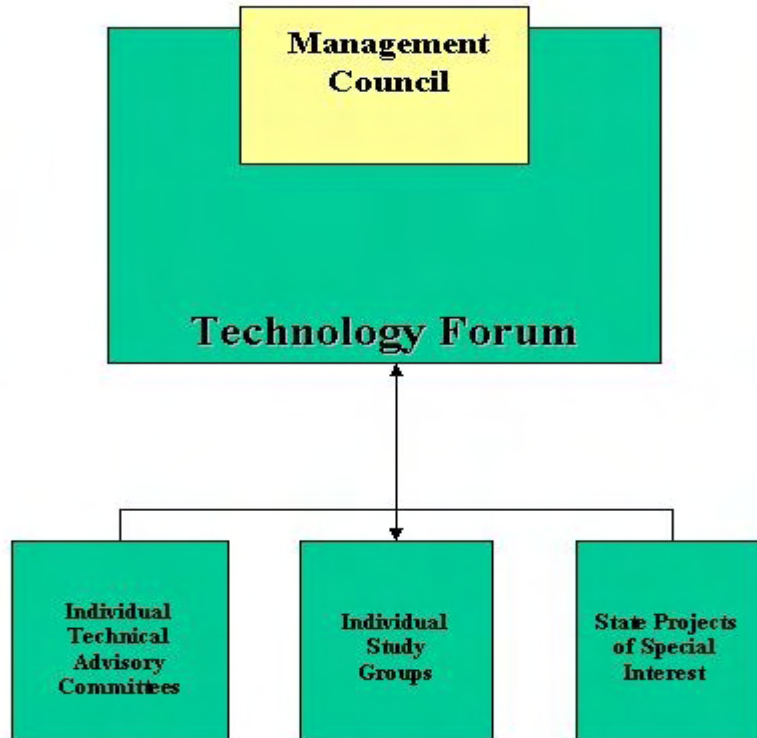 Management
Council
Technology Forum
Individual
Technical
Advisory
Committees
Individual
Study
Groups
State Projects
of Special
Interest